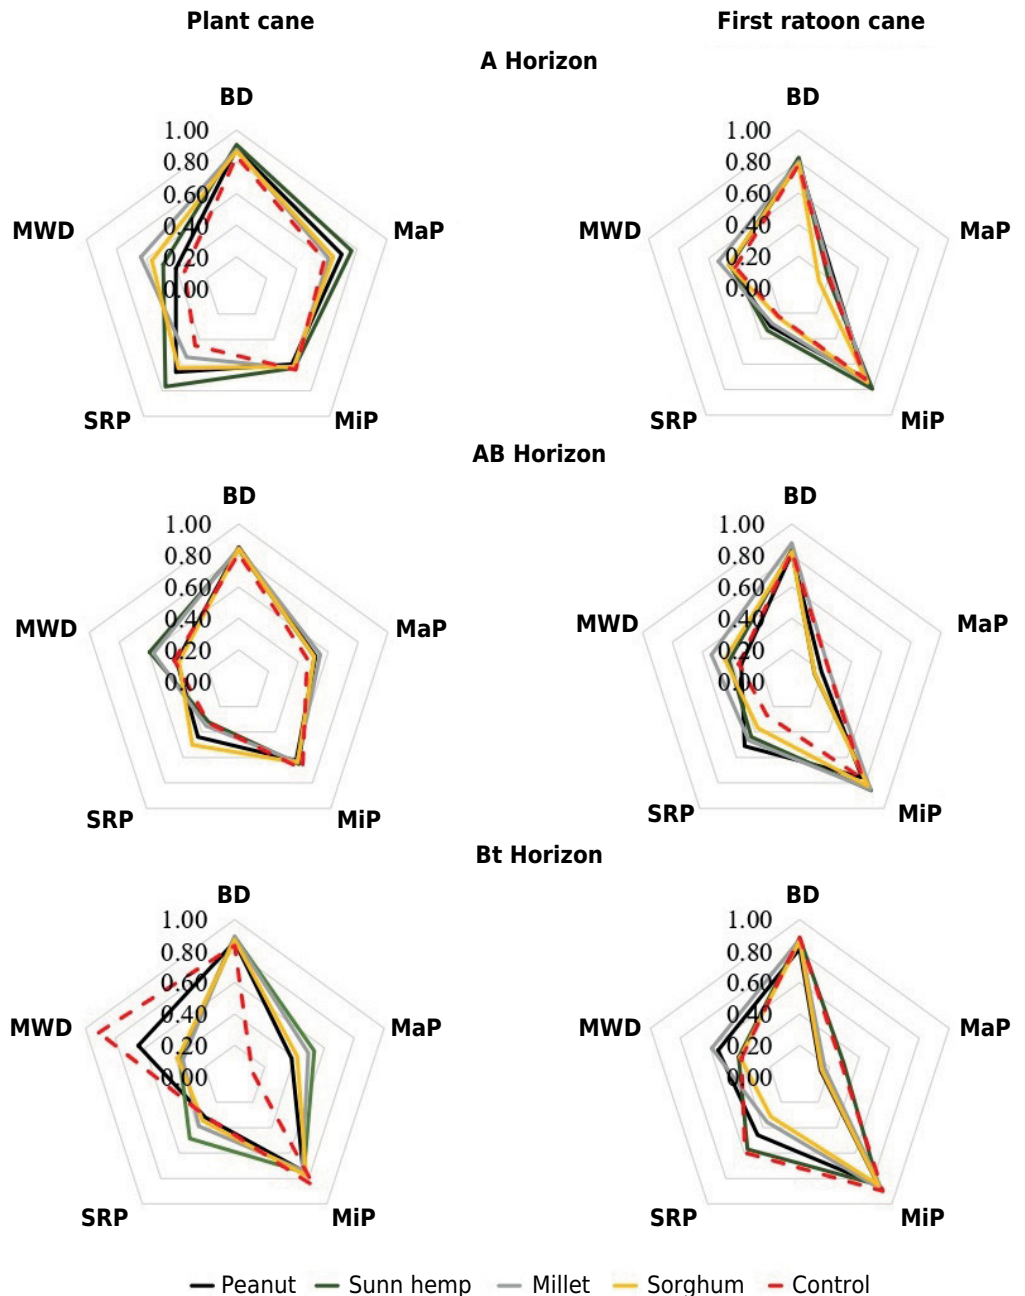 Plant cane First ratoon cane
A Horizon
BD BD
1.00 1.00
0.80 0.80
0.60 0.60
MWD 0.40 MaP MWD 0.40 MaP
0.20 0.20
0.00 0.00
SRP MiP SRP MiP
AB Horizon
BD BD
1.00 1.00
0.80 0.80
0.60 0.60
MWD 0.40 MaP MWD 0.40 MaP
0.20 0.20
0.00 0.00
SRP MiP SRP MiP
Bt Horizon
BD BD
1.00 1.00
0.80 0.80
0.60 0.60
MWD 0.40 MaP MWD 0.40 MaP
0.20 0.20
0.00 0.00
SRP MiP SRP MiP
Peanut Sunn hemp Millet Sorghum Control